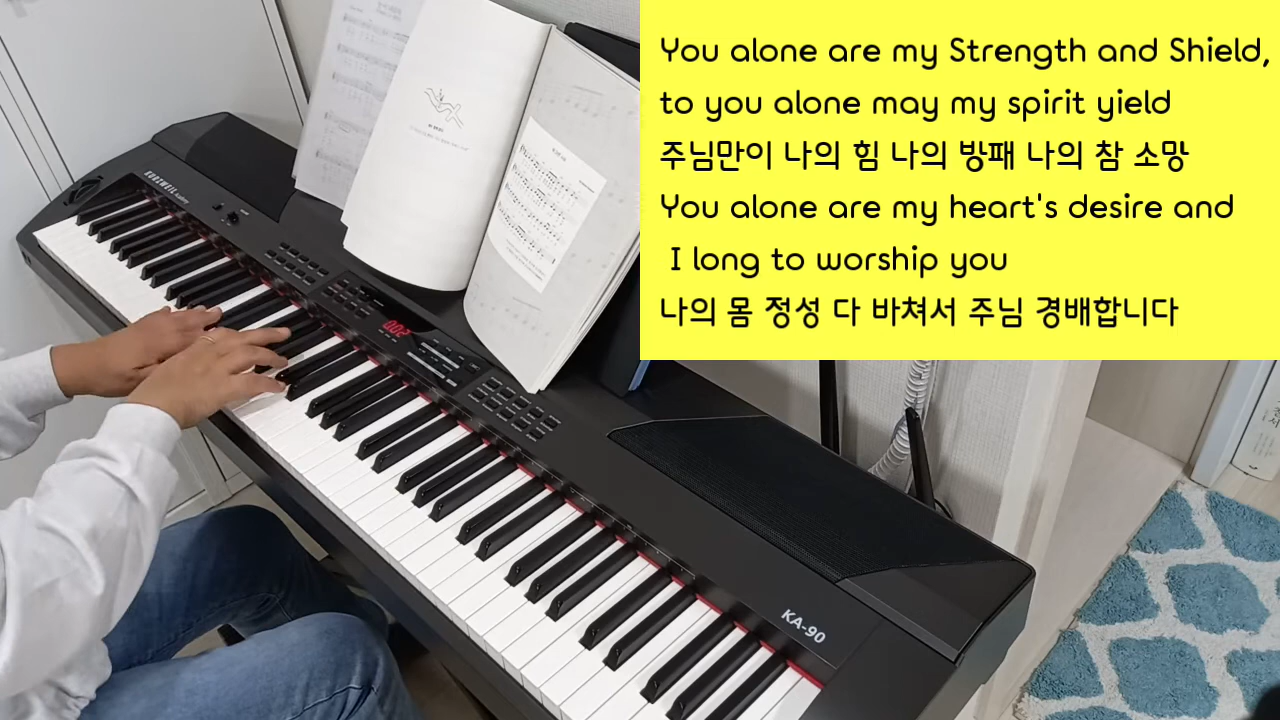 You alone are my Strength and Shield,
to you alone may my spirit yield
주님만이 나의 힘 나의 방패 나의 참 소망
You alone are my heart's desire and
I long to worship you
나의 몸 정성 다 바쳐서 주님 경배합니다
KURZWEIL
002
KA-90